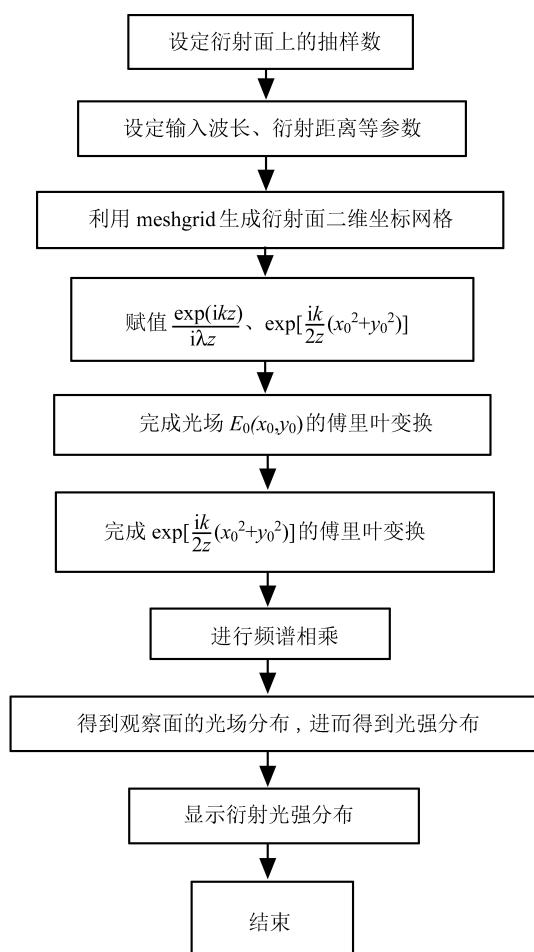 设定衍射面上的抽样数
设定输入波长、衍射距离等参数
利用 meshgrid 生成衍射面二维坐标网格
赋值 exp(ikz)/iλz、exp[ik/2z(x₀²+y₀²)]
完成光场 E₀(x₀,y₀) 的傅里叶变换
完成 exp[ik/2z(x₀²+y₀²)] 的傅里叶变换
进行频谱相乘
得到观察面的光场分布，进而得到光强分布
显示衍射光强分布
结束